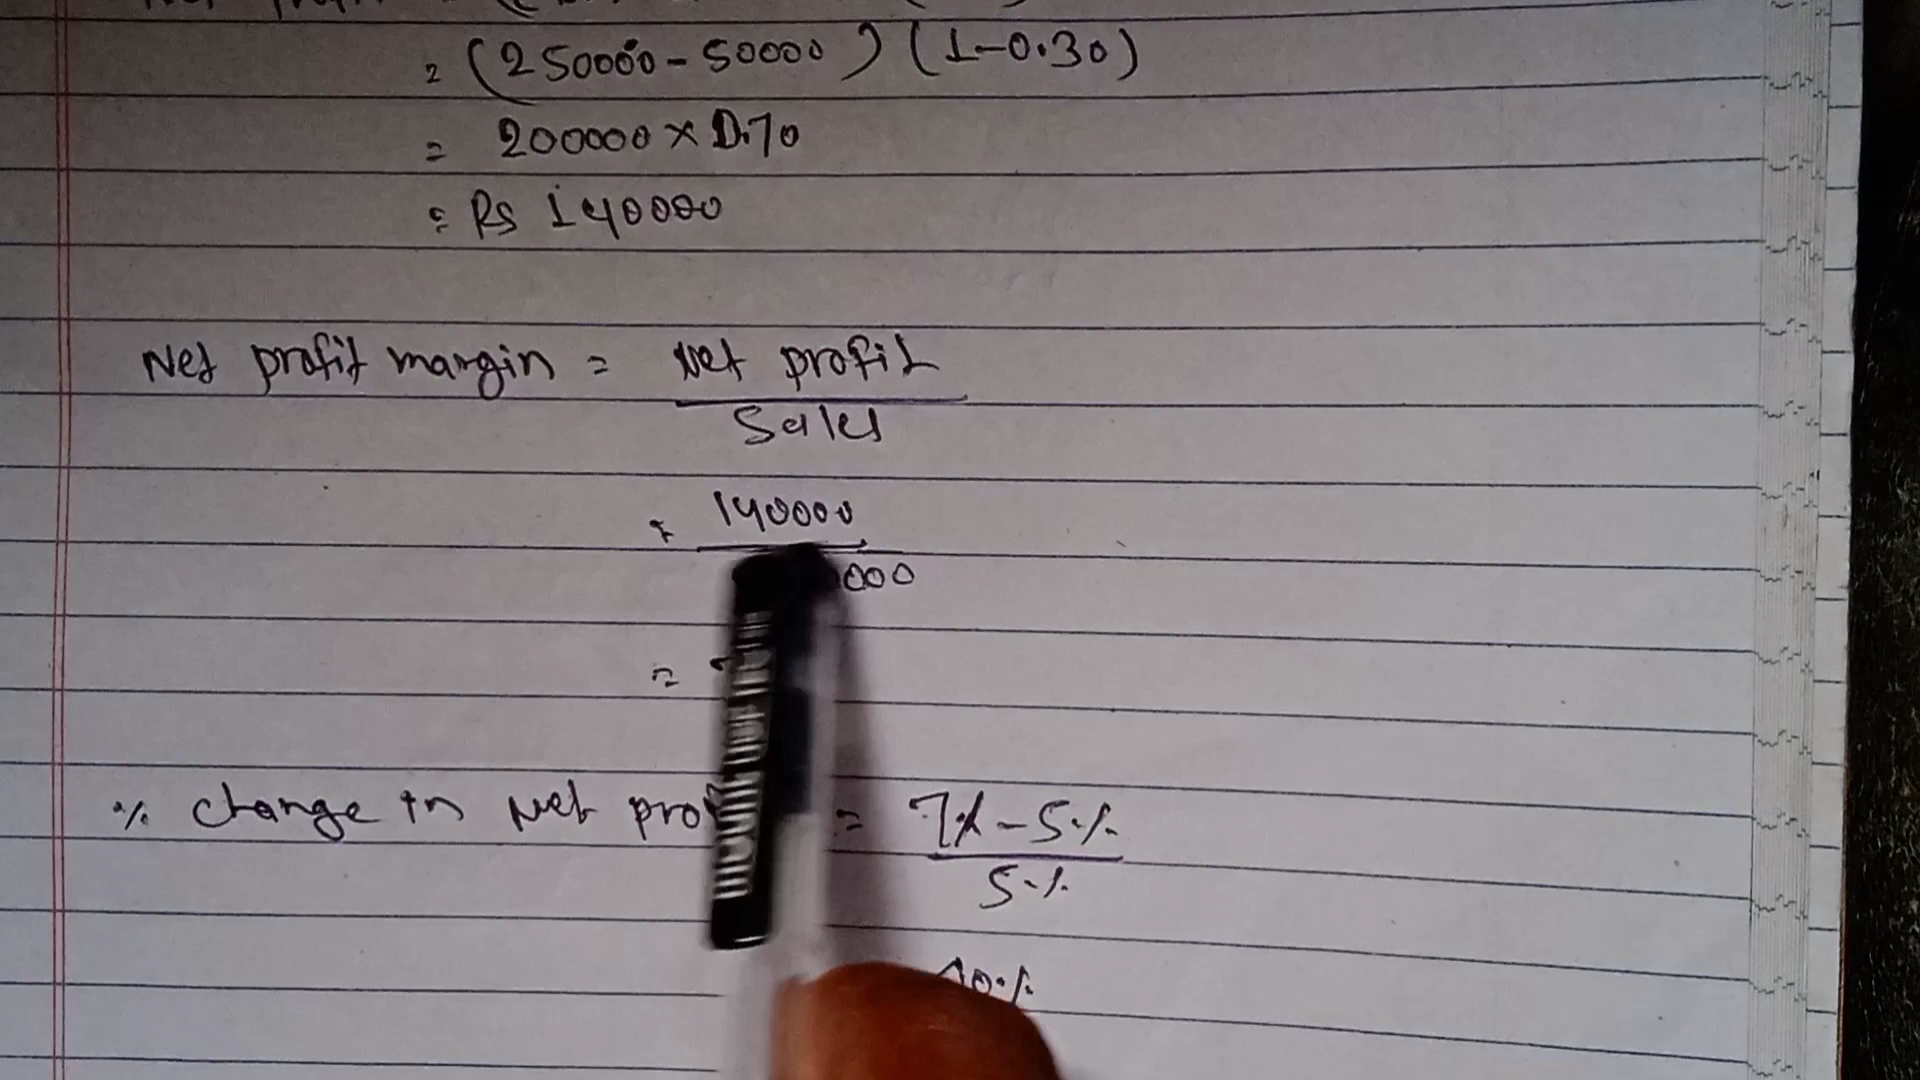 = (250000 - 50000) (1-0.30)
= 200000 x 0.70
= Rs 140000
Net profit margin = Net profit
Sales
= 140000
000
=
% change in Net pro = 7% - 5%
5%
40%